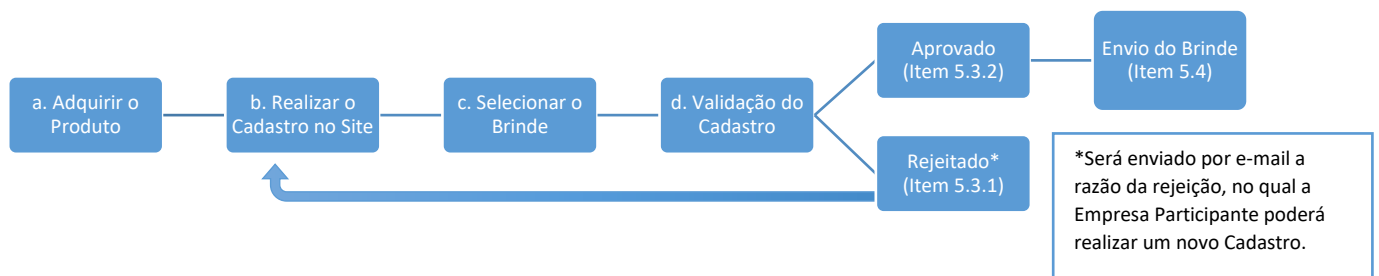 a. Adquirir o
Produto
b. Realizar o
Cadastro no Site
c. Selecionar o
Brinde
d. Validação do
Cadastro
Aprovado
(Item 5.3.2)
Envio do Brinde
(Item 5.4)
Rejeitado*
(Item 5.3.1)
*Será enviado por e-mail a
razão da rejeição, no qual a
Empresa Participante poderá
realizar um novo Cadastro.